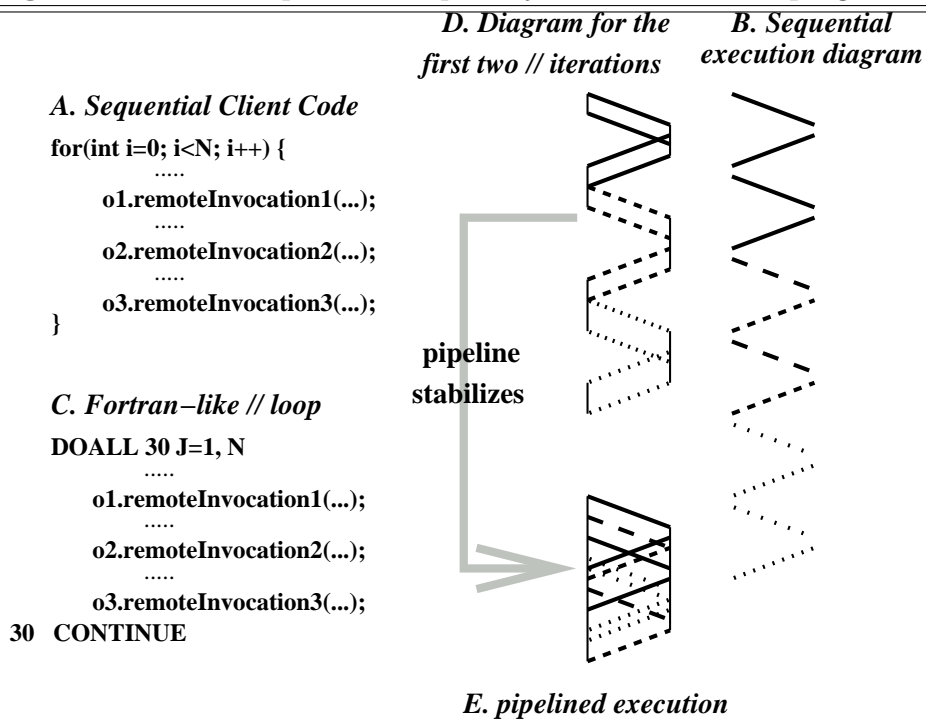 D. Diagram for the
first two // iterations
B. Sequential
execution diagram
A. Sequential Client Code
for(int i=0; i<N; i++) {
.....
o1.remoteInvocation1(...);
.....
o2.remoteInvocation2(...);
.....
o3.remoteInvocation3(...);
}
pipeline
stabilizes
C. Fortran−like // loop
DOALL 30 J=1, N
.....
o1.remoteInvocation1(...);
.....
o2.remoteInvocation2(...);
.....
o3.remoteInvocation3(...);
30 CONTINUE
E. pipelined execution